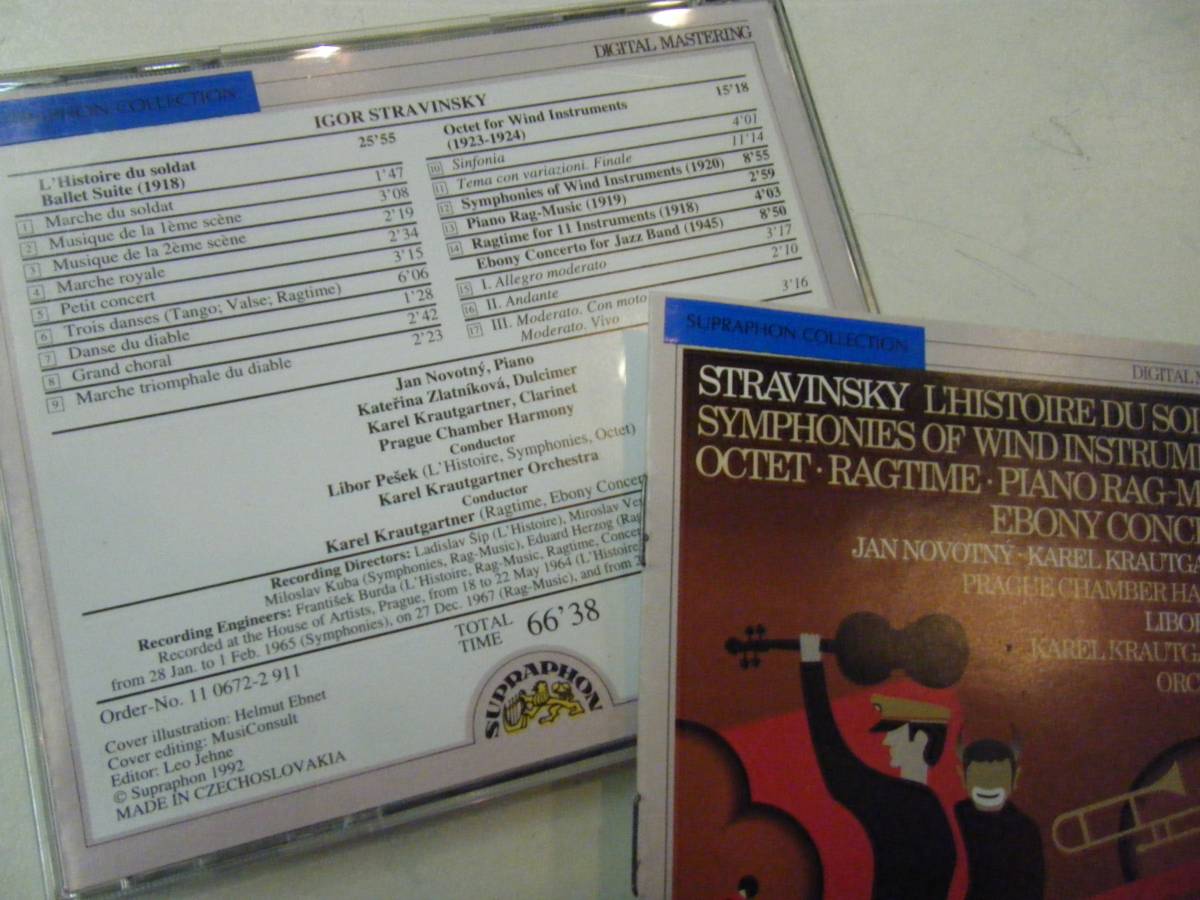 SUPRAPHON COLLECTION
DIGITAL MASTERING
IGOR STRAVINSKY
L'Histoire du soldat 25'55
Ballet Suite (1918)
1 Marche du soldat 1'47
2 Musique de la 1ème scène 3'08
3 Musique de la 2ème scène 2'19
4 Marche royale 2'34
5 Petit concert 3'15
6 Trois danses (Tango; Valse; Ragtime) 6'06
7 Danse du diable 1'28
8 Grand choral 2'42
9 Marche triomphale du diable 2'23
Octet for Wind Instruments 15'18
(1923-1924)
10 Sinfonia 4'01
11 Tema con variazioni. Finale 11'14
12 Symphonies of Wind Instruments (1920) 8'55
13 Piano Rag-Music (1919) 2'59
14 Ragtime for 11 Instruments (1918) 4'03
Ebony Concerto for Jazz Band (1945) 8'50
15 I. Allegro moderato 3'17
16 II. Andante 2'10
17 III. Moderato. Con moto 3'16
Moderato. Vivo
Jan Novotný, Piano
Kateřina Zlatníková, Dulcimer
Karel Krautgartner, Clarinet
Prague Chamber Harmony
Conductor
Libor Pešek (L'Histoire, Symphonies, Octet)
Karel Krautgartner Orchestra
Conductor
Karel Krautgartner (Ragtime, Ebony Concer
Recording Directors: Ladislav Šíp (L'Histoire), Miroslav Ve
Miloslav Kuba (Symphonies, Rag-Music), Eduard Herzog (Rag
Recording Engineers: František Burda (L'Histoire, Rag-Music, Ragtime, Concer
Recorded at the House of Artists, Prague, from 18 to 22 May 1964 (L'Histoire
from 28 Jan. to 1 Feb. 1965 (Symphonies), on 27 Dec. 1967 (Rag-Music), and from 2
TOTAL TIME 66'38
Order-No. 11 0672-2 911
Cover illustration: Helmut Ebnet
Cover editing: MusiConsult
Editor: Leo Jehne
© Supraphon 1992
MADE IN CZECHOSLOVAKIA
SUPRAPHON
SUPRAPHON COLLECTION
DIGITAL M
STRAVINSKY L'HISTOIRE DU SOL
SYMPHONIES OF WIND INSTRUM
OCTET · RAGTIME · PIANO RAG-M
EBONY CONCE
JAN NOVOTNÝ · KAREL KRAUTGA
PRAGUE CHAMBER HA
LIBO
KAREL KRAUTGA
ORC